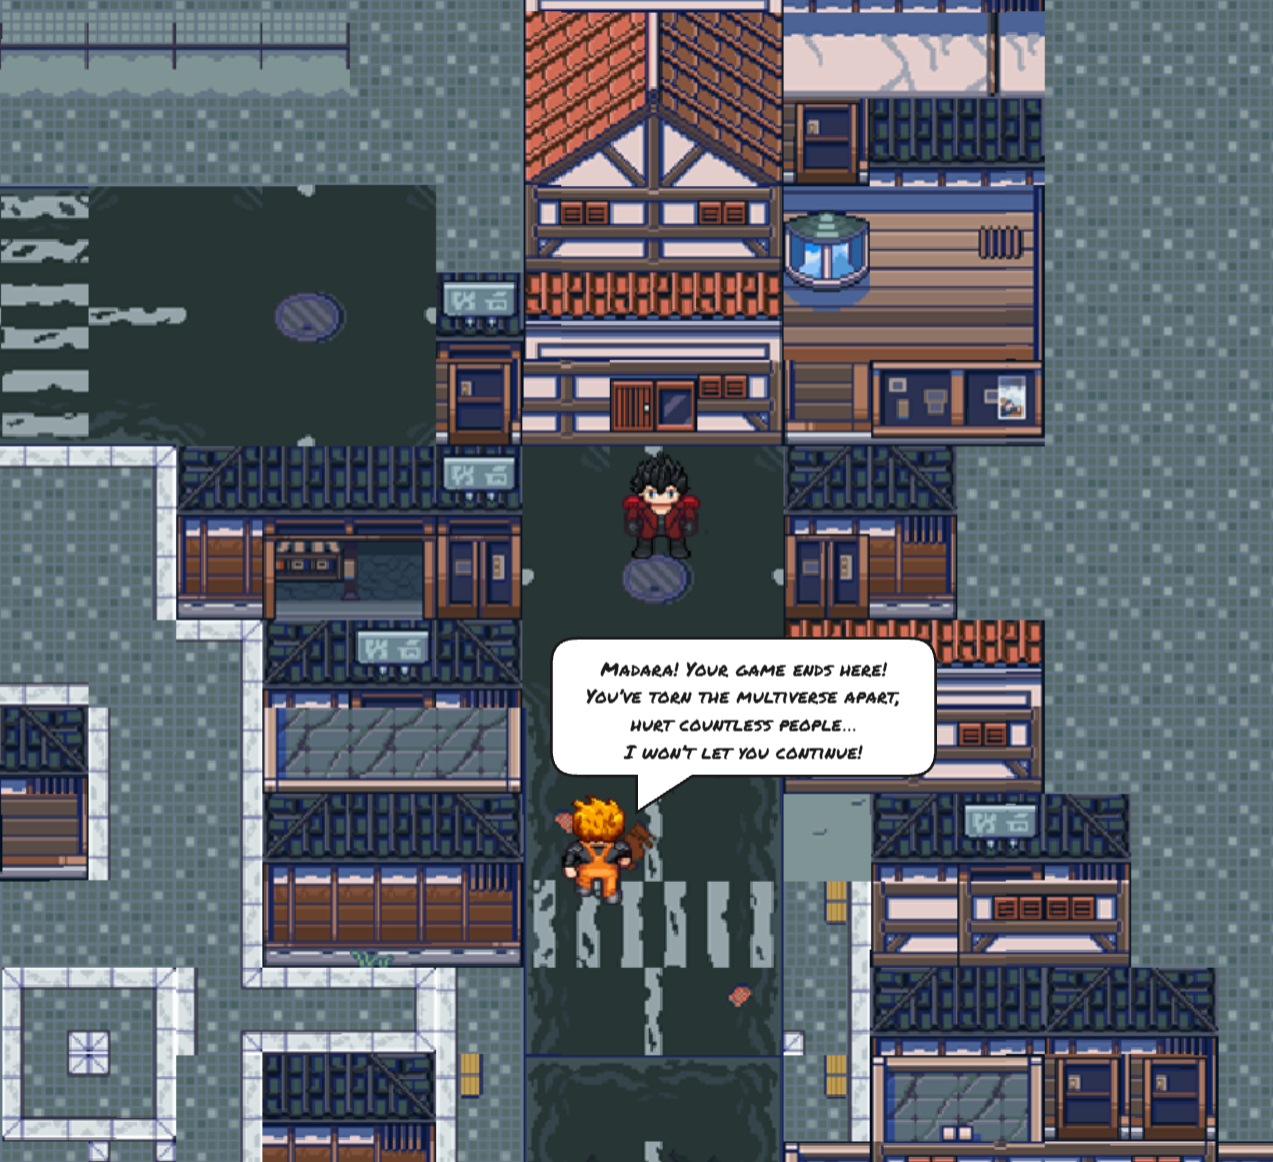 Madara! Your game ends here!
You've torn the multiverse apart,
hurt countless people...
I won't let you continue!